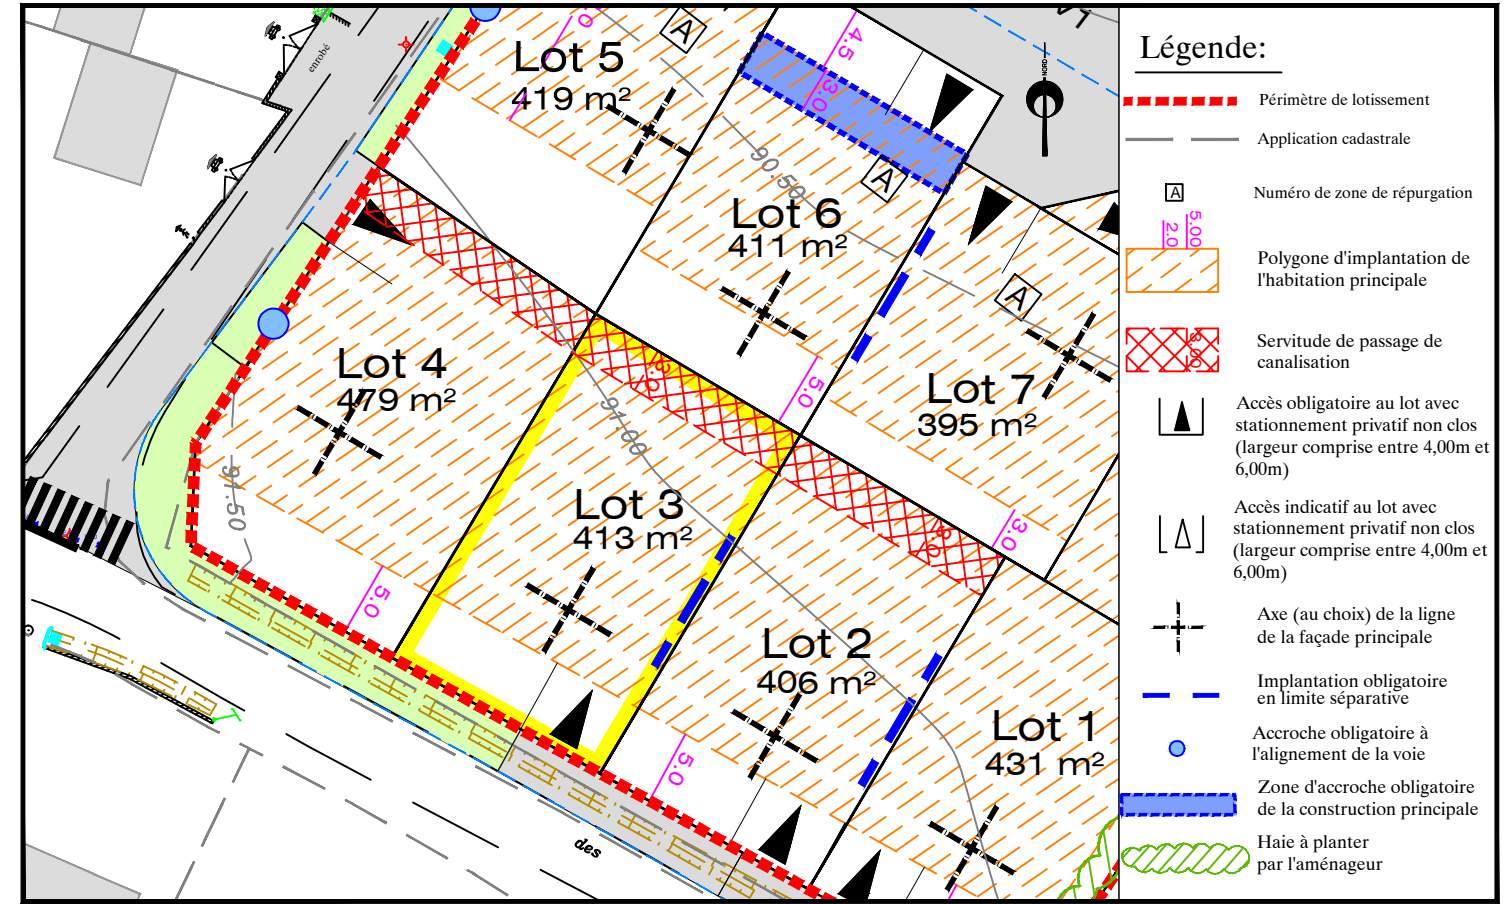 enrobé
5.0
Lot 5
419 m²
A
4.5
3.0
90.50
A
Lot 6
411 m²
NORD
A
Lot 4
479 m²
91.50
5.0
3.0
91.00
5.0
Lot 7
395 m²
Lot 3
413 m²
3.0
3.0
Lot 2
406 m²
5.0
Lot 1
431 m²
des
Légende:
Périmètre de lotissement
Application cadastrale
A
Numéro de zone de répurgation
2.0
5.00
Polygone d'implantation de
l'habitation principale
3.00
Servitude de passage de
canalisation
Accès obligatoire au lot avec
stationnement privatif non clos
(largeur comprise entre 4,00m et
6,00m)
Accès indicatif au lot avec
stationnement privatif non clos
(largeur comprise entre 4,00m et
6,00m)
Axe (au choix) de la ligne
de la façade principale
Implantation obligatoire
en limite séparative
Accroche obligatoire à
l'alignement de la voie
Zone d'accroche obligatoire
de la construction principale
Haie à planter
par l'aménageur